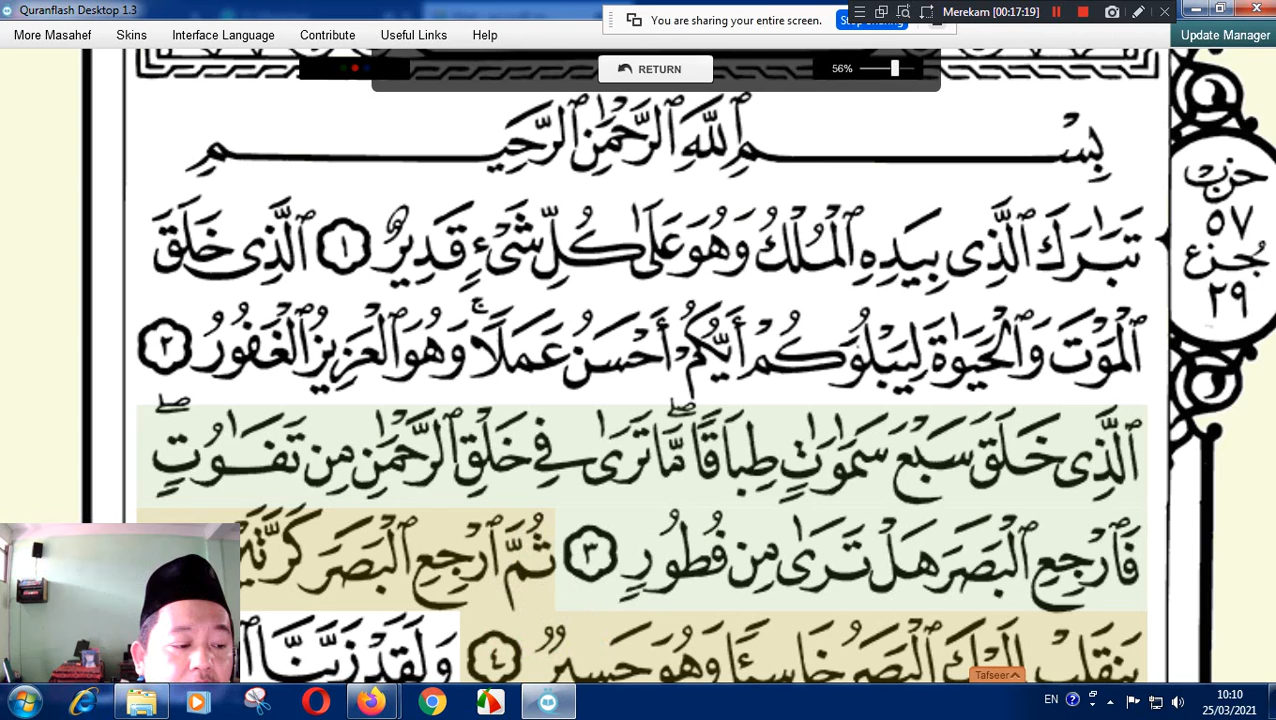 Quranflash Desktop 1.3
You are sharing your entire screen.
Merekam [00:17:19]
More Masahef Skins Language Contribute Useful Links Help Update Manager
RETURN 56%
بِسْمِ ٱللَّهِ ٱلرَّحْمَٰنِ ٱلرَّحِيمِ
تَبَٰرَكَ ٱلَّذِى بِيَدِهِ ٱلْمُلْكُ وَهُوَ عَلَىٰ كُلِّ شَىْءٍ قَدِيرٌ ١ ٱلَّذِى خَلَقَ
ٱلْمَوْتَ وَٱلْحَيَوٰةَ لِيَبْلُوَكُمْ أَيُّكُمْ أَحْسَنُ عَمَلًا ۚ وَهُوَ ٱلْعَزِيزُ ٱلْغَفُورُ ٢
ٱلَّذِى خَلَقَ سَبْعَ سَمَٰوَٰتٍ طِبَاقًا ۖ مَّا تَرَىٰ فِى خَلْقِ ٱلرَّحْمَٰنِ مِن تَفَٰوُتٍ ۖ
فَٱرْجِعِ ٱلْبَصَرَ هَلْ تَرَىٰ مِن فُطُورٍ ٣ ثُمَّ ٱرْجِعِ ٱلْبَصَرَ
يَنقَلِبْ إِلَيْكَ ٱلْبَصَرُ خَاسِئًا وَهُوَ حَسِيرٌ ٤ وَلَقَدْ زَيَّنَّا
حزب
٥٧
جزء
٢٩
Tafseer
EN 10:10
25/03/2021